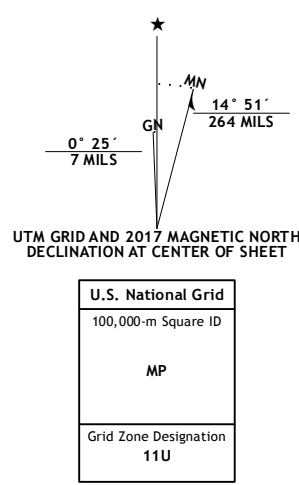 ★
MN
GN
14° 51´
264 MILS
0° 25´
7 MILS
UTM GRID AND 2017 MAGNETIC NORTH
DECLINATION AT CENTER OF SHEET
U.S. National Grid
100,000-m Square ID
MP
Grid Zone Designation
11U